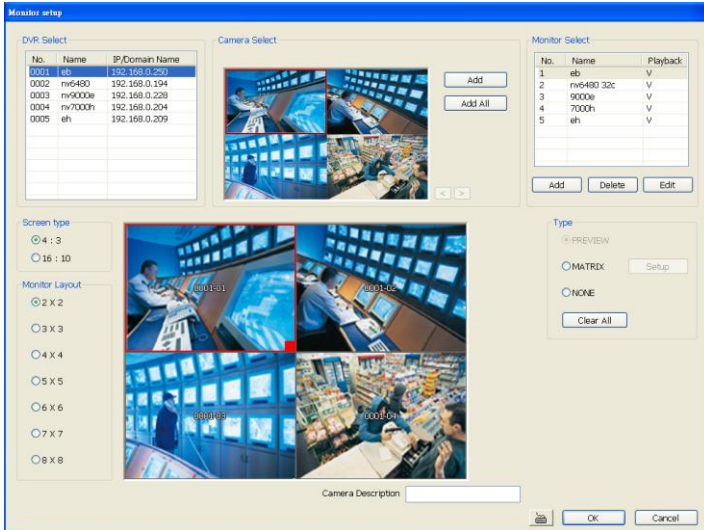 Monitor setup
DVR Select
No. Name IP/Domain Name
0001 eb 192.168.0.250
0002 nv6480 192.168.0.194
0003 nv9000e 192.168.0.228
0004 nv7000h 192.168.0.204
0005 eh 192.168.0.209
Camera Select
Add
Add All
< >
Monitor Select
No. Name Playback
1 eb V
2 nv6480 32c V
3 9000e V
4 7000h V
5 eh V
Add Delete Edit
Screen type
4 : 3
16 : 10
Monitor Layout
2 X 2
3 X 3
4 X 4
5 X 5
6 X 6
7 X 7
8 X 8
0001-01
0001-02
0001-03
0001-04
Type
PREVIEW
MATRIX Setup
NONE
Clear All
Camera Description
OK Cancel